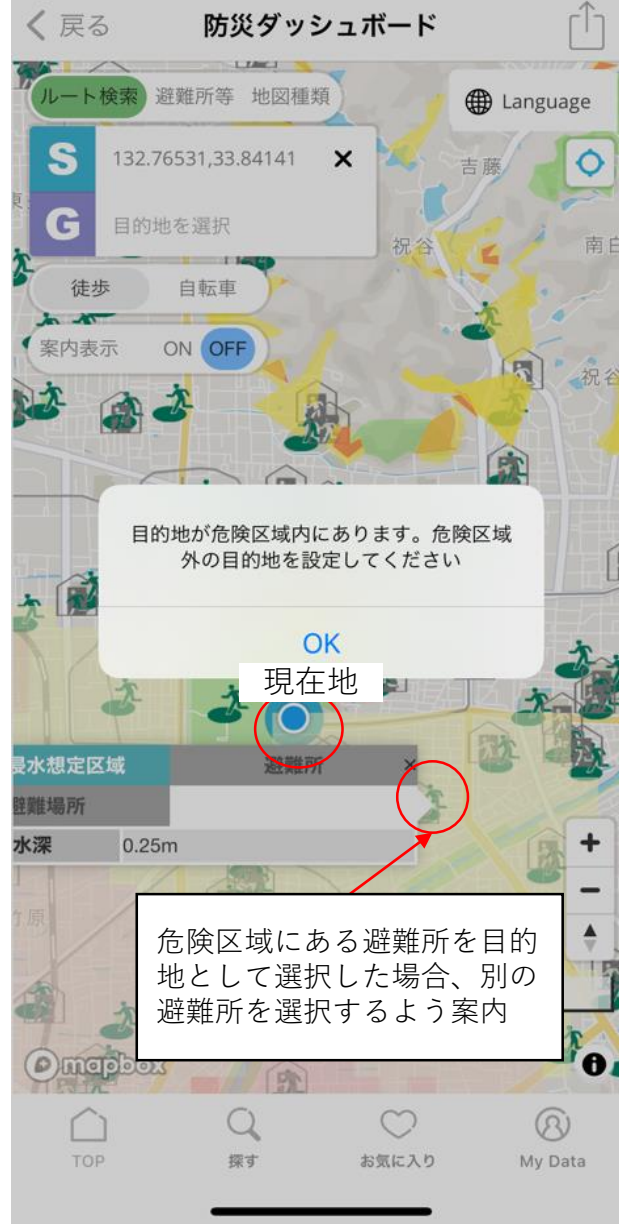 戻る
防災ダッシュボード
ルート検索 避難所等 地図種類
Language
S 132.76531,33.84141 ×
吉藤
G 目的地を選択
祝谷
南白
徒歩 自転車
案内表示 ON OFF
祝谷
目的地が危険区域内にあります。危険区域
外の目的地を設定してください
OK
現在地
浸水想定区域 避難所 ×
避難場所
水深 0.25m
+
−
竹原
危険区域にある避難所を目的
地として選択した場合、別の
避難所を選択するよう案内
mapbox
TOP 探す お気に入り My Data